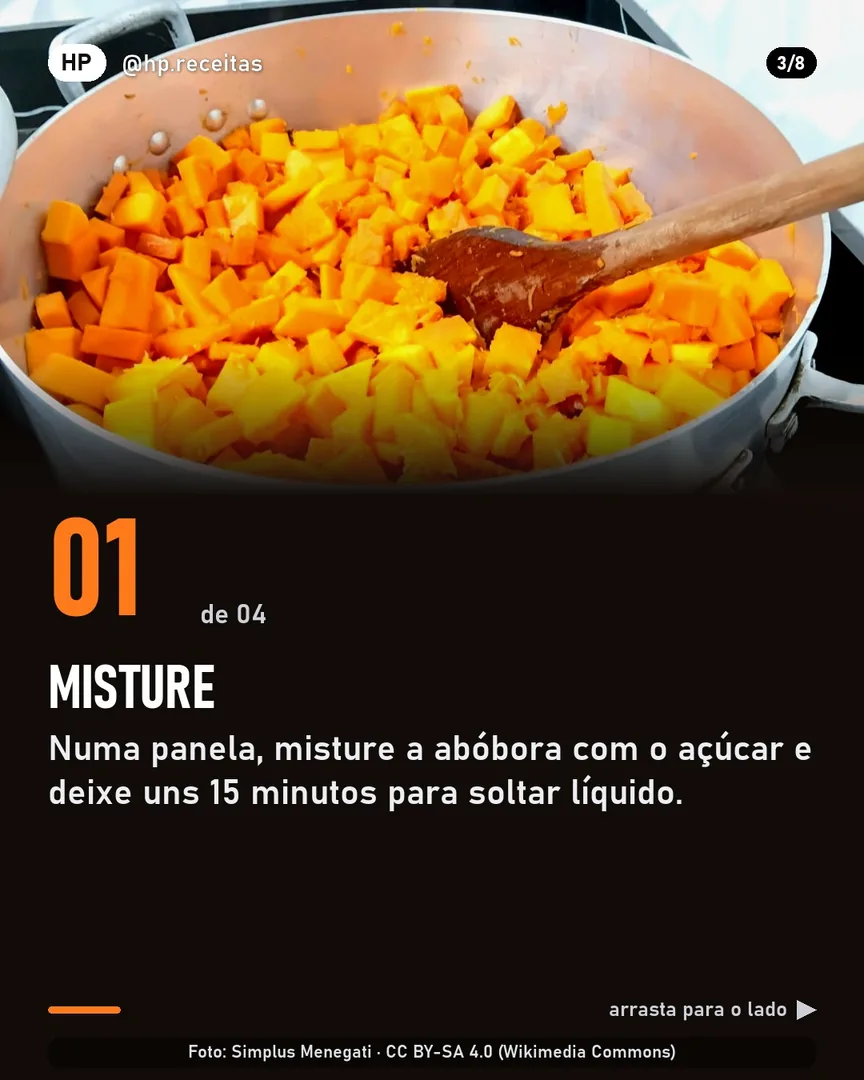 HP @hp.receitas 3/8
01
de 04
MISTURE
Numa panela, misture a abóbora com o açúcar e
deixe uns 15 minutos para soltar líquido.
arrasta para o lado ▶
Foto: Simplus Menegati · CC BY-SA 4.0 (Wikimedia Commons)